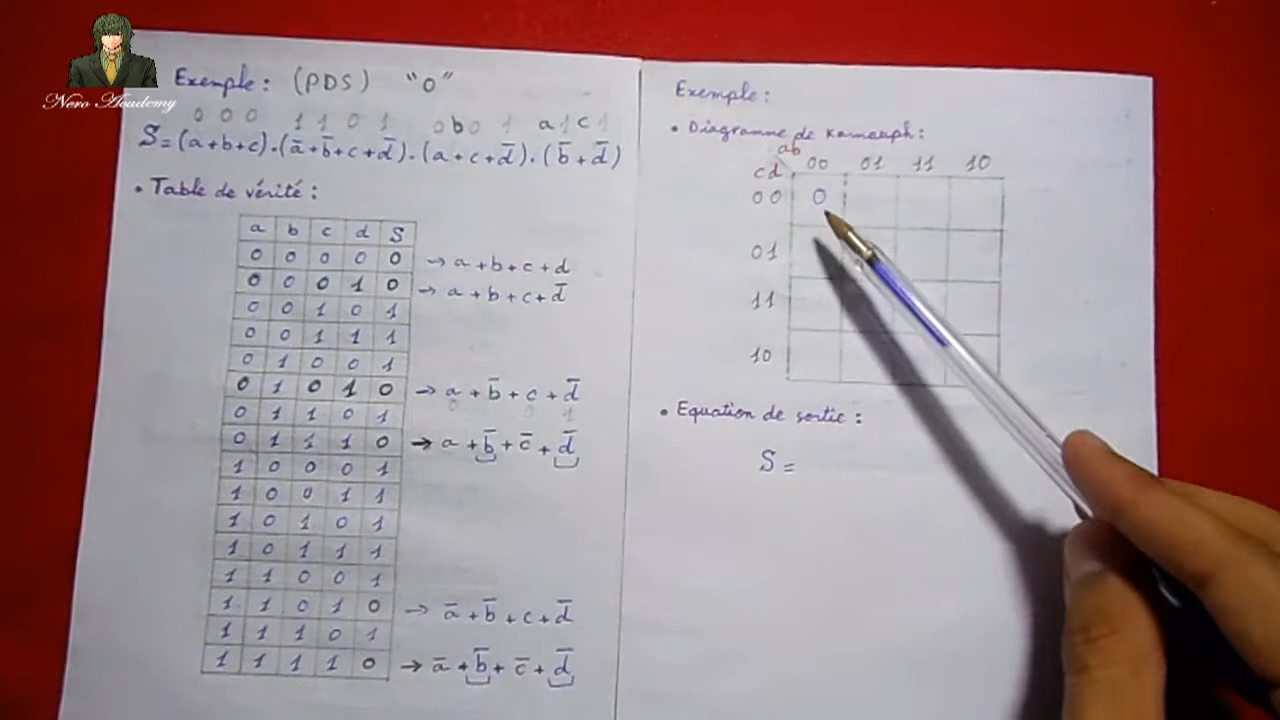 Nero Academy
Exemple : (PDS) "0"
0 0 0 1 1 0 1 0 b 0 1 a 1 c 1
S = (a+b+c).(a̅+b̅+c+d̅).(a+c+d̅).(b̅+d̅)
• Table de vérité :
a b c d S
0 0 0 0 0 → a+b+c+d
0 0 0 1 0 → a+b+c+d̅
0 0 1 0 1
0 0 1 1 1
0 1 0 0 1
0 1 0 1 0 → a+b̅+c+d̅
0 0 1
0 1 1 0 1
0 1 1 1 0 → a+b̅+c̅+d̅
1 0 0 0 1
1 0 0 1 1
1 0 1 0 1
1 0 1 1 1
1 1 0 0 1
1 1 0 1 0 → a̅+b̅+c+d̅
1 1 1 0 1
1 1 1 1 0 → a̅+b̅+c̅+d̅
Exemple :
• Diagramme de Karnauph :
ab
cd 00 01 11 10
00 0
01
11
10
• Equation de sortie :
S =